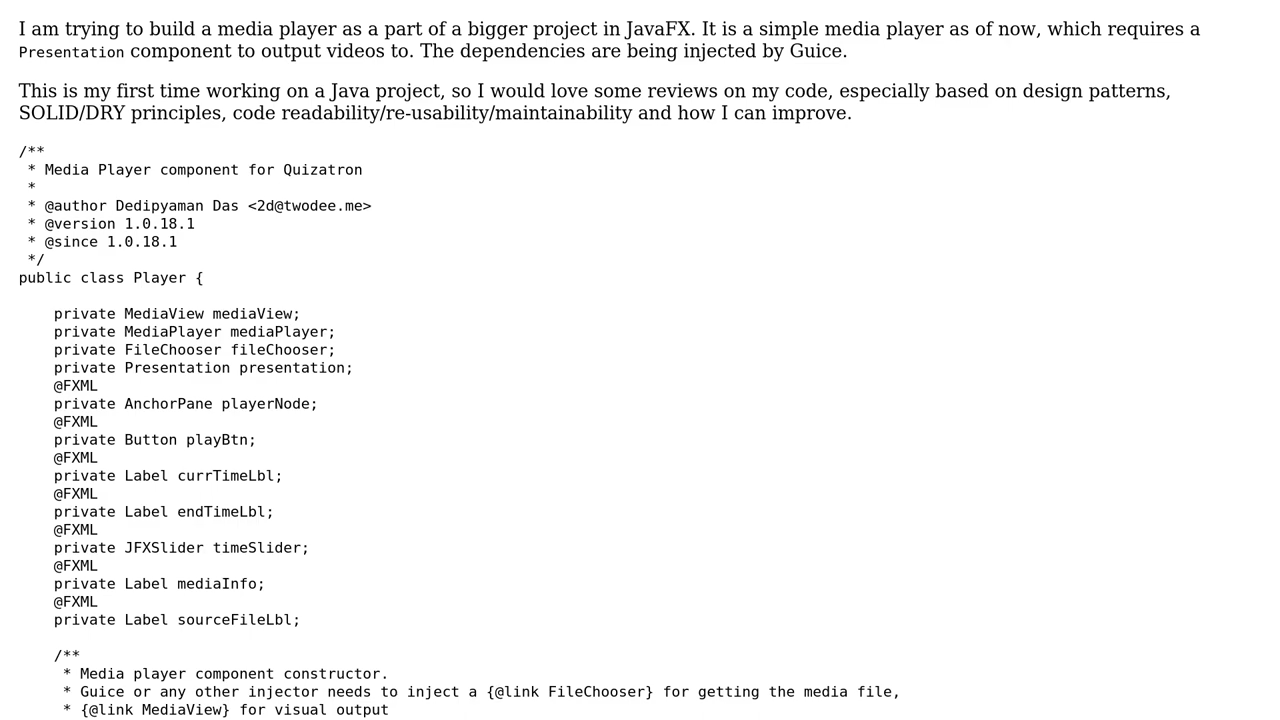 I am trying to build a media player as a part of a bigger project in JavaFX. It is a simple media player as of now, which requires a
Presentation component to output videos to. The dependencies are being injected by Guice.
This is my first time working on a Java project, so I would love some reviews on my code, especially based on design patterns,
SOLID/DRY principles, code readability/re-usability/maintainability and how I can improve.
/**
 * Media Player component for Quizatron
 *
 * @author Dedipyaman Das <2d@twodee.me>
 * @version 1.0.18.1
 * @since 1.0.18.1
 */
public class Player {
    private MediaView mediaView;
    private MediaPlayer mediaPlayer;
    private FileChooser fileChooser;
    private Presentation presentation;
    @FXML
    private AnchorPane playerNode;
    @FXML
    private Button playBtn;
    @FXML
    private Label currTimeLbl;
    @FXML
    private Label endTimeLbl;
    @FXML
    private JFXSlider timeSlider;
    @FXML
    private Label mediaInfo;
    @FXML
    private Label sourceFileLbl;
    /**
     * Media player component constructor.
     * Guice or any other injector needs to inject a {@link FileChooser} for getting the media file,
     * {@link MediaView} for visual output